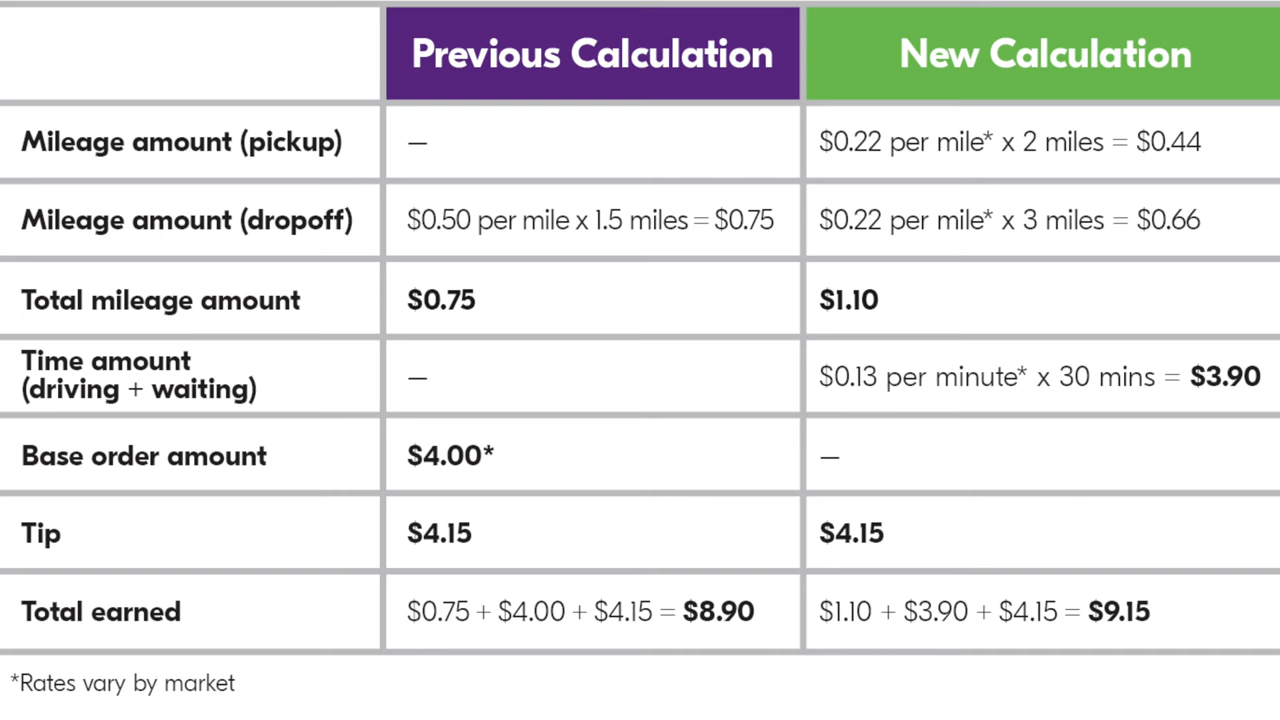 Previous Calculation New Calculation
Mileage amount (pickup) — $0.22 per mile* x 2 miles = $0.44
Mileage amount (dropoff) $0.50 per mile x 1.5 miles = $0.75 $0.22 per mile* x 3 miles = $0.66
Total mileage amount $0.75 $1.10
Time amount
(driving + waiting) — $0.13 per minute* x 30 mins = $3.90
Base order amount $4.00* —
Tip $4.15 $4.15
Total earned $0.75 + $4.00 + $4.15 = $8.90 $1.10 + $3.90 + $4.15 = $9.15
*Rates vary by market